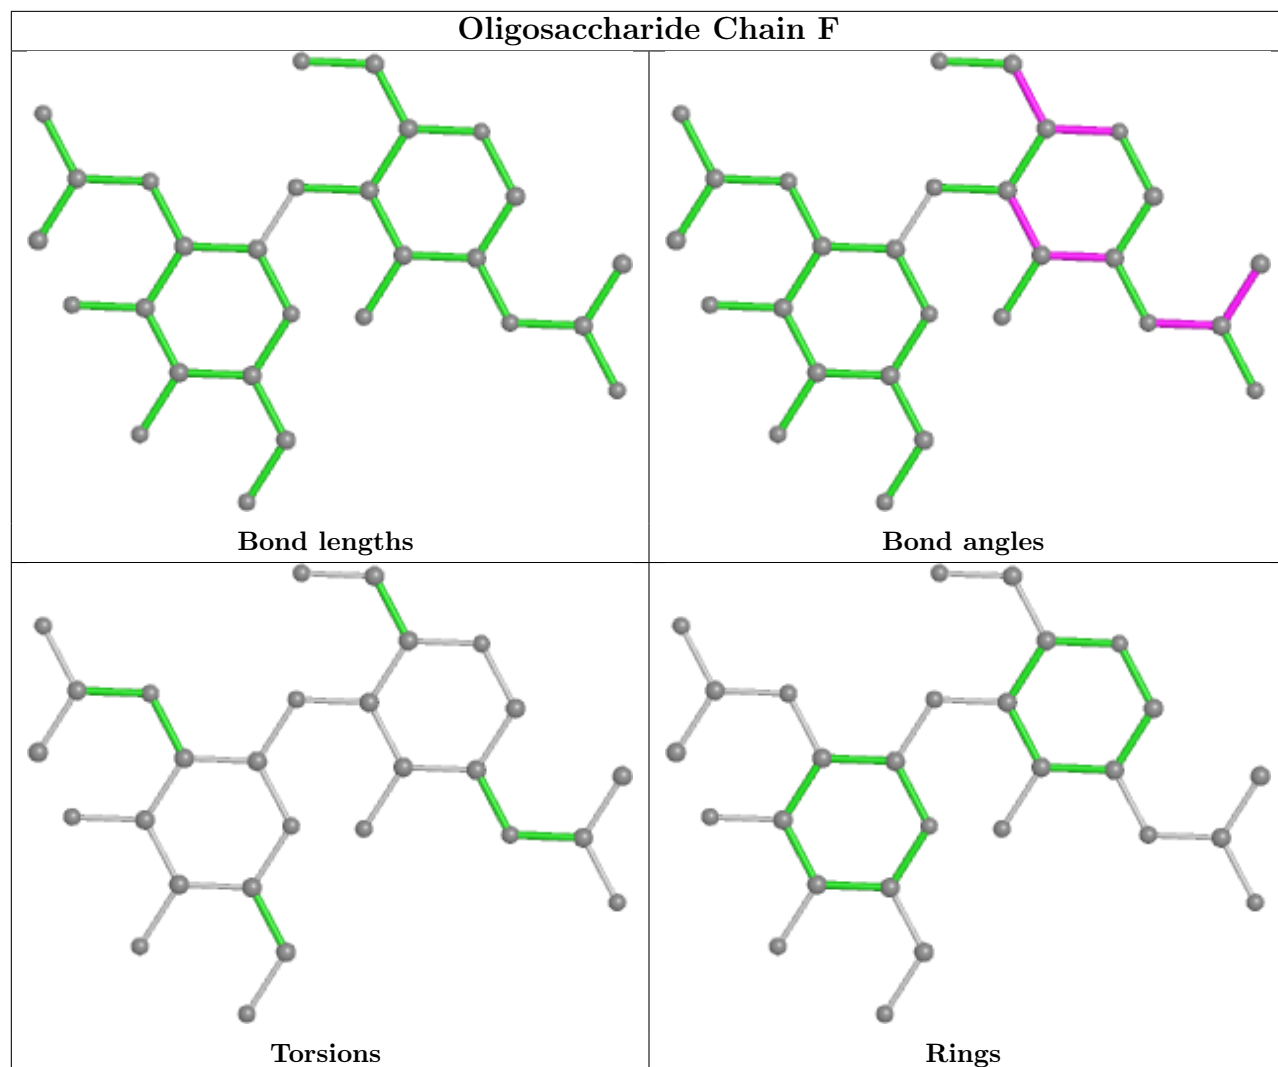 Oligosaccharide Chain F
Bond lengths
Bond angles
Torsions
Rings